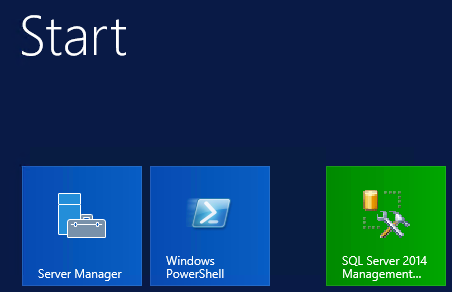 Start
Server Manager
Windows
PowerShell
SQL Server 2014
Management...